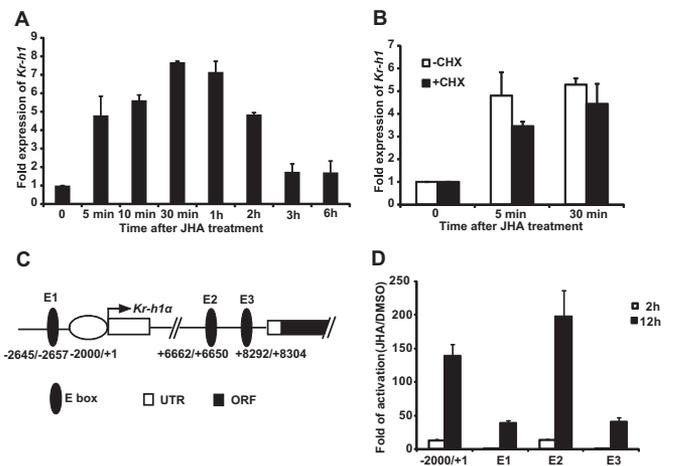 A
Fold expression of Kr-h1
9
8
7
6
5
4
3
2
1
0
0 5 min 10 min 30 min 1h 2h 3h 6h
Time after JHA treatment
B
Fold expression of Kr-h1
7
6
5
4
3
2
1
0
-CHX
+CHX
0 5 min 30 min
Time after JHA treatment
C
E1
Kr-h1α
E2 E3
-2645/-2657 -2000/+1 +6662/+6650
+8292/+8304
E box UTR ORF
D
Fold of activation(JHA/DMSO)
250
200
150
100
50
0
2h
12h
-2000/+1 E1 E2 E3